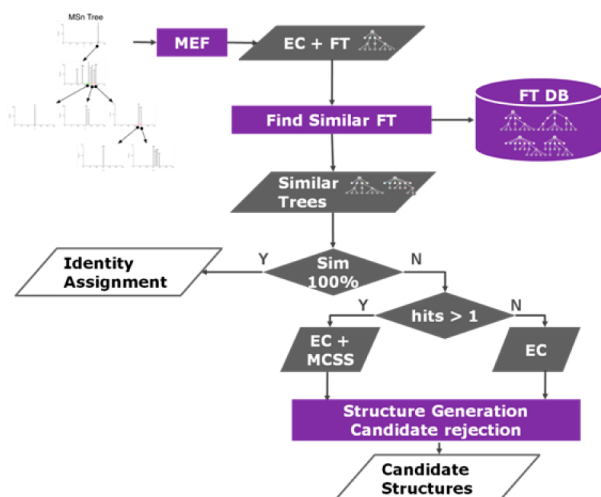 MSn Tree
MEF
EC + FT
FT DB
Find Similar FT
Similar
Trees
Y
N
Identity
Assignment
Sim
100%
Y
N
hits > 1
EC +
MCSS
EC
Structure Generation
Candidate rejection
Candidate
Structures